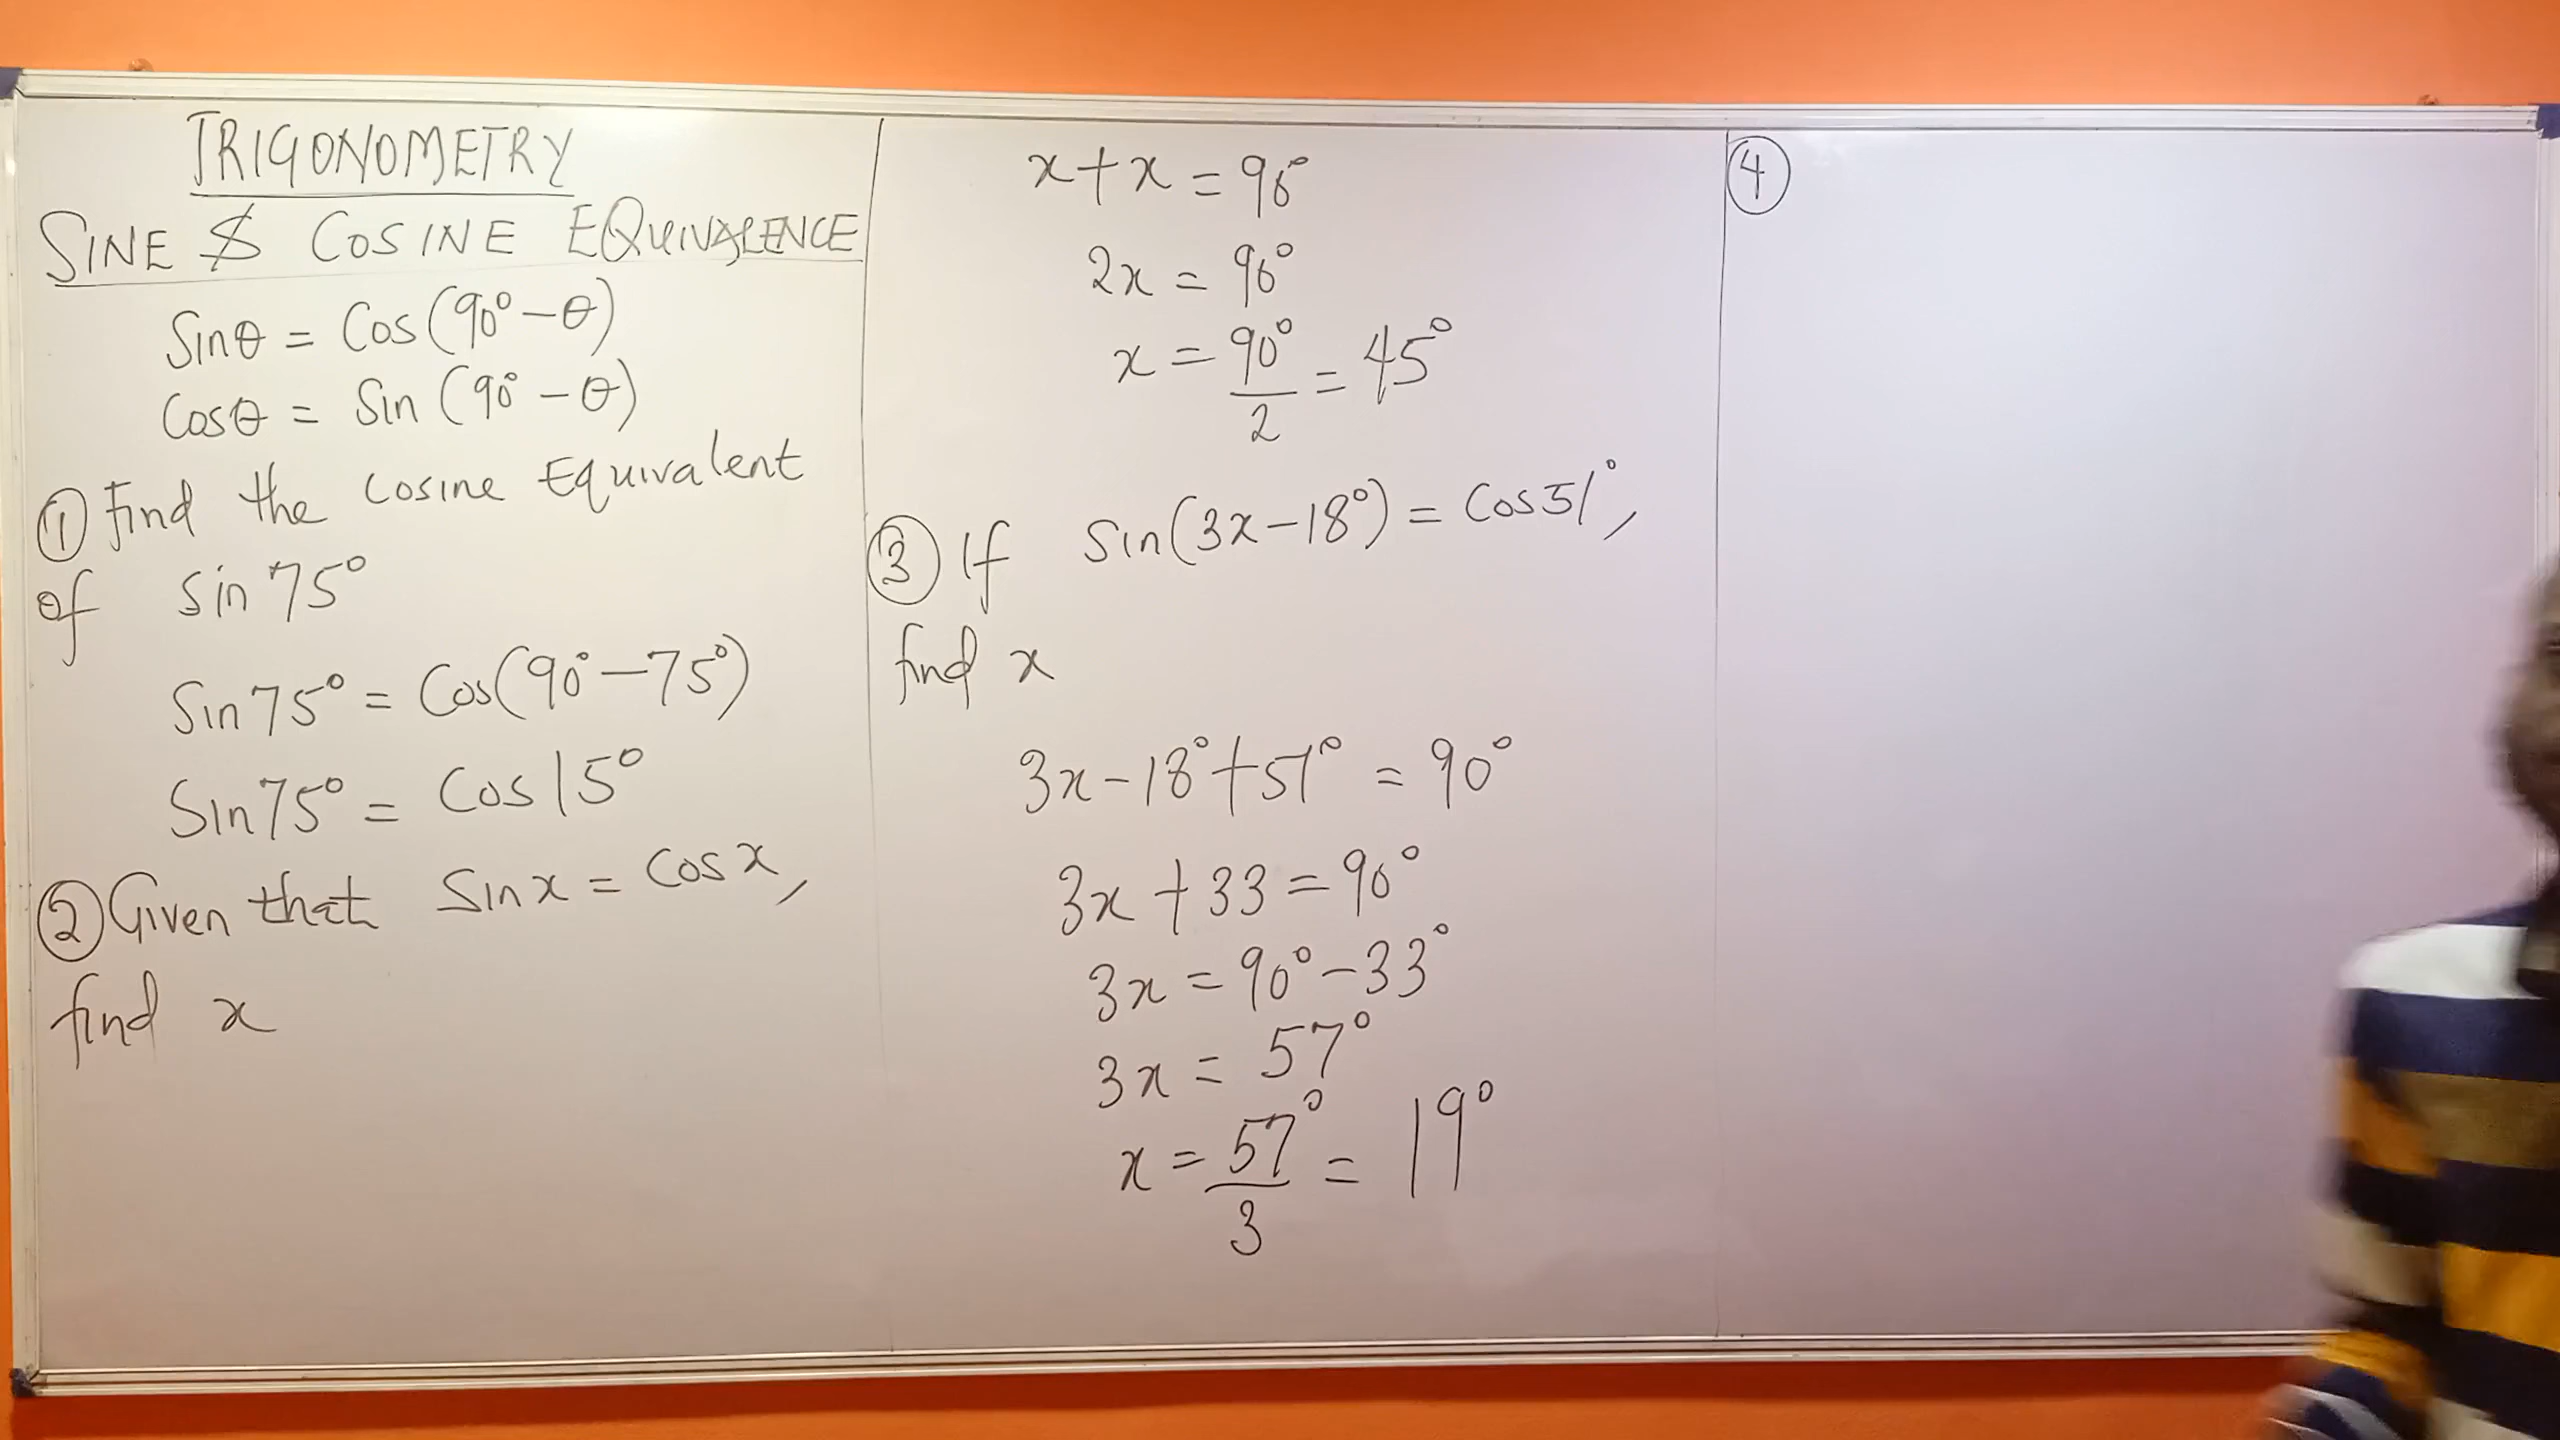 TRIGONOMETRY
SINE & COSINE EQUIVALENCE
Sinθ = Cos(90° - θ)
Cosθ = Sin (90° - θ)
① Find the cosine Equivalent
of sin 75°
Sin 75° = Cos(90° - 75°)
Sin 75° = Cos 15°
② Given that Sin x = Cos x,
find x
x + x = 90°
2x = 90°
x = 90°/2 = 45°
③ If Sin(3x - 18°) = Cos 51°,
find x
3x - 18° + 51° = 90°
3x + 33 = 90°
3x = 90° - 33°
3x = 57°
x = 57°/3 = 19°
④